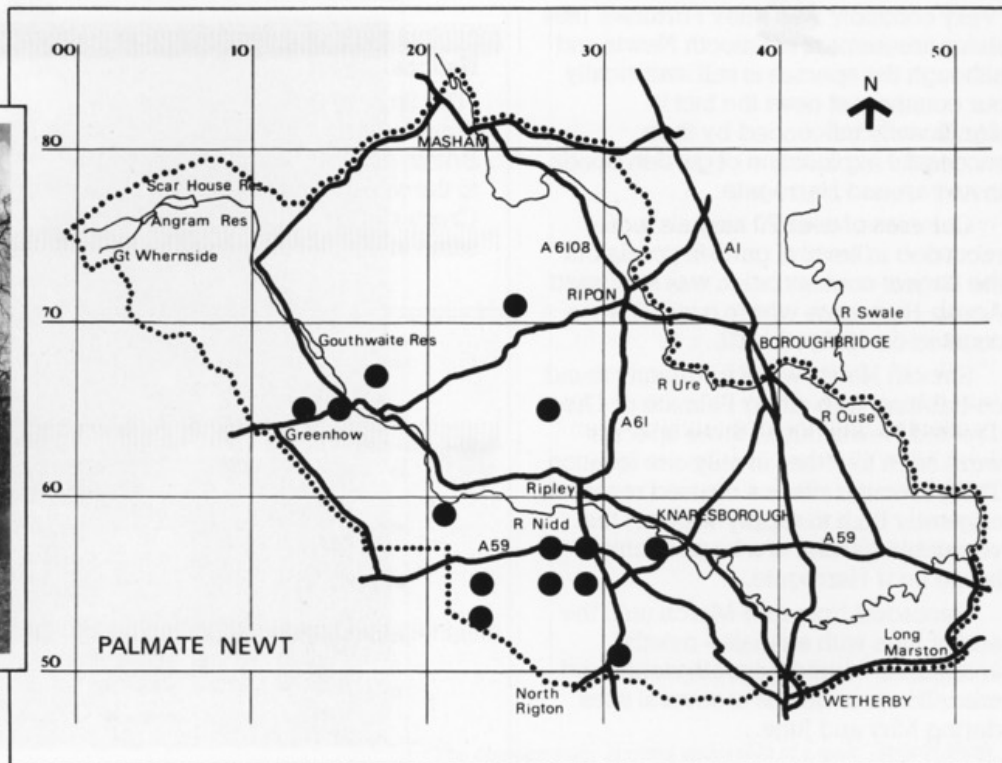 00 10 20 30 40 50
N
80
MASHAM
Scar House Res
Angram Res
Gt Whernside
A6108
A1
RIPON
70
R Swale
Gouthwaite Res
BOROUGHBRIDGE
R Ure
R Ouse
A61
Greenhow
60
Ripley
KNARESBOROUGH
R Nidd
A59
A59
PALMATE NEWT
50
Long
Marston
North
Rigton
WETHERBY